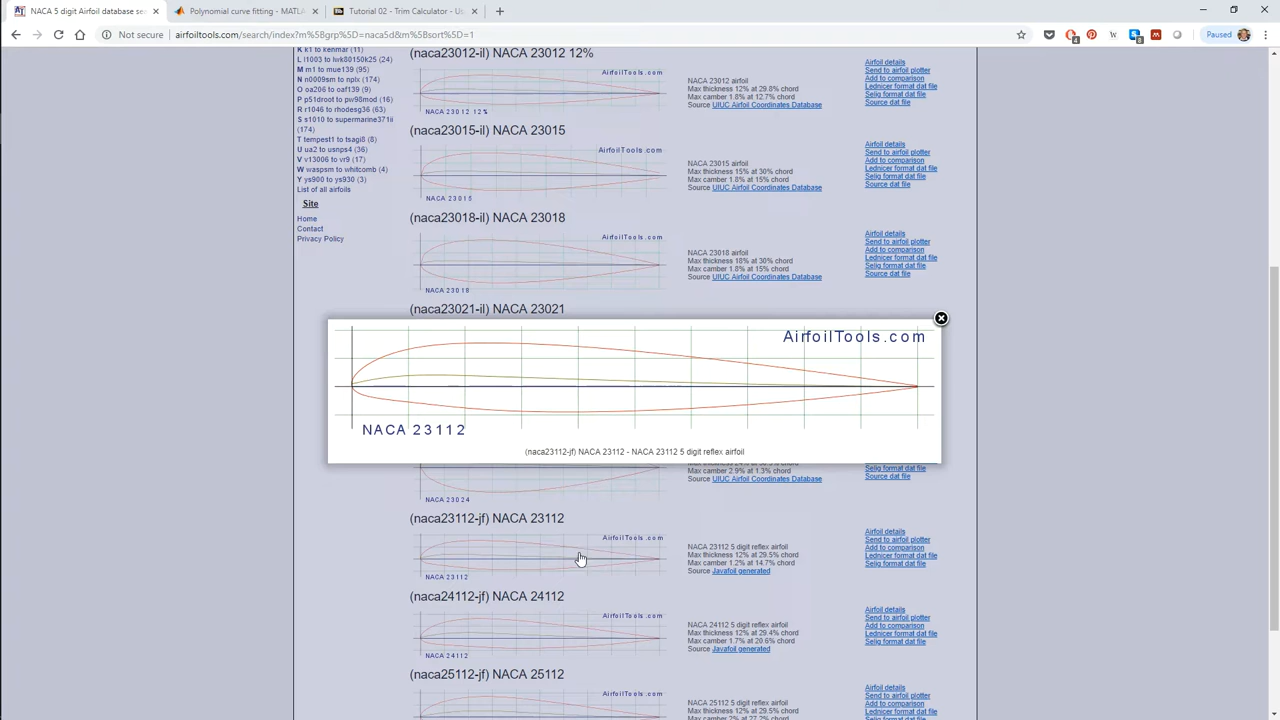 NACA 5 digit Airfoil database sea
Polynomial curve fitting - MATLA
Tutorial 02 - Trim Calculator - Us
Not secure
airfoiltools.com/search/index?m%5Bgrp%5D=naca5d&m%5Bsort%5D=1
Paused
K k1 to kenmar (11)
L l1003 to lwk80150k25 (24)
M m1 to mue139 (95)
N n0009sm to nplx (174)
O oa206 to oaf139 (9)
P p51droot to pw98mod (16)
R r1046 to rhodesg36 (63)
S s1010 to supermarine371ii
(174)
T tempest1 to tsagi8 (8)
U ua2 to usnps4 (36)
V v13006 to vr9 (17)
W waspsm to whitcomb (4)
Y ys900 to ys930 (3)
List of all airfoils
Site
Home
Contact
Privacy Policy
(naca23012-il) NACA 23012 12%
AirfoilTools.com
NACA 23012 12%
NACA 23012 airfoil
Max thickness 12% at 29.8% chord
Max camber 1.8% at 12.7% chord
Source UIUC Airfoil Coordinates Database
Airfoil details
Send to airfoil plotter
Add to comparison
Lednicer format dat file
Selig format dat file
Source dat file
(naca23015-il) NACA 23015
AirfoilTools.com
NACA 23015
NACA 23015 airfoil
Max thickness 15% at 30% chord
Max camber 1.8% at 15% chord
Source UIUC Airfoil Coordinates Database
Airfoil details
Send to airfoil plotter
Add to comparison
Lednicer format dat file
Selig format dat file
Source dat file
(naca23018-il) NACA 23018
AirfoilTools.com
NACA 23018
NACA 23018 airfoil
Max thickness 18% at 30% chord
Max camber 1.8% at 15% chord
Source UIUC Airfoil Coordinates Database
Airfoil details
Send to airfoil plotter
Add to comparison
Lednicer format dat file
Selig format dat file
Source dat file
(naca23021-il) NACA 23021
AirfoilTools.com
NACA 23112
(naca23112-jf) NACA 23112 - NACA 23112 5 digit reflex airfoil
NACA 23024
Max camber 2.9% at 1.3% chord
Source UIUC Airfoil Coordinates Database
Selig format dat file
Source dat file
(naca23112-jf) NACA 23112
AirfoilTools.com
NACA 23112
NACA 23112 5 digit reflex airfoil
Max thickness 12% at 29.5% chord
Max camber 1.2% at 14.7% chord
Source Javafoil generated
Airfoil details
Send to airfoil plotter
Add to comparison
Lednicer format dat file
Selig format dat file
(naca24112-jf) NACA 24112
AirfoilTools.com
NACA 24112
NACA 24112 5 digit reflex airfoil
Max thickness 12% at 29.4% chord
Max camber 1.7% at 20.6% chord
Source Javafoil generated
Airfoil details
Send to airfoil plotter
Add to comparison
Lednicer format dat file
Selig format dat file
(naca25112-jf) NACA 25112
AirfoilTools.com
NACA 25112 5 digit reflex airfoil
Max thickness 12% at 29.5% chord
Max camber 2% at 27.2% chord
Airfoil details
Send to airfoil plotter
Add to comparison
Lednicer format dat file
Selig format dat file